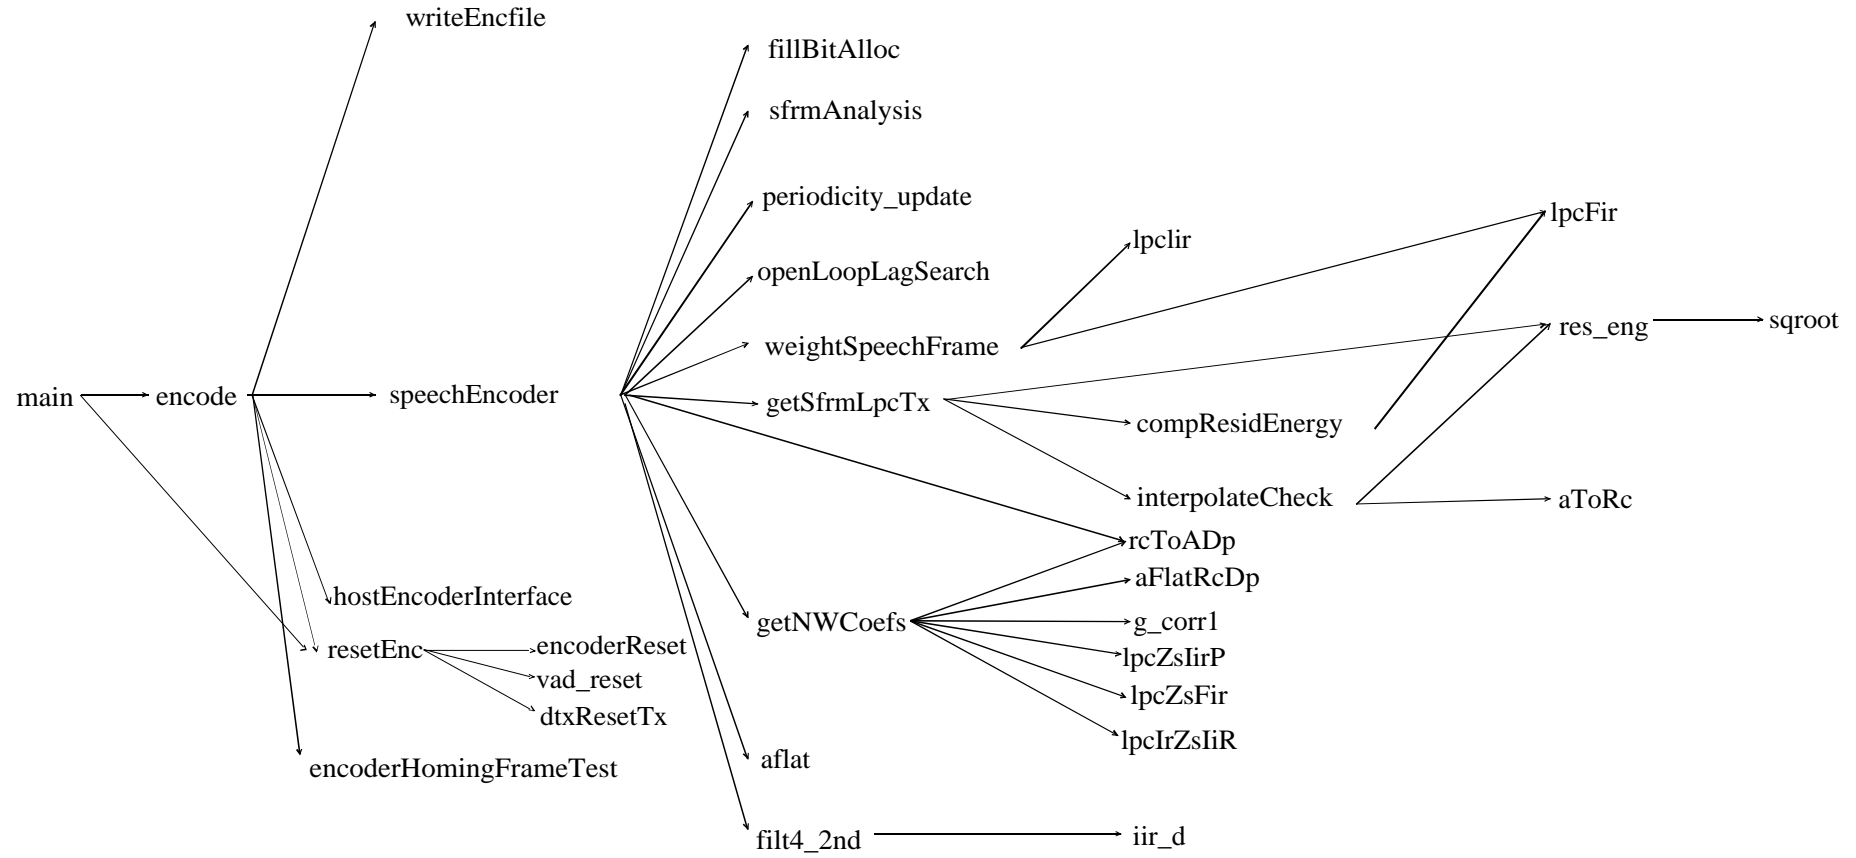 writeEncfile
fillBitAlloc
sfrmAnalysis
periodicity_update
lpcFir
lpclir
openLoopLagSearch
res_eng
sqroot
weightSpeechFrame
main
encode
speechEncoder
getSfrmLpcTx
compResidEnergy
interpolateCheck
aToRc
rcToADp
aFlatRcDp
hostEncoderInterface
getNWCoefs
g_corr1
resetEnc
encoderReset
lpcZsIirP
vad_reset
lpcZsFir
dtxResetTx
lpcIrZsIiR
aflat
encoderHomingFrameTest
filt4_2nd
iir_d